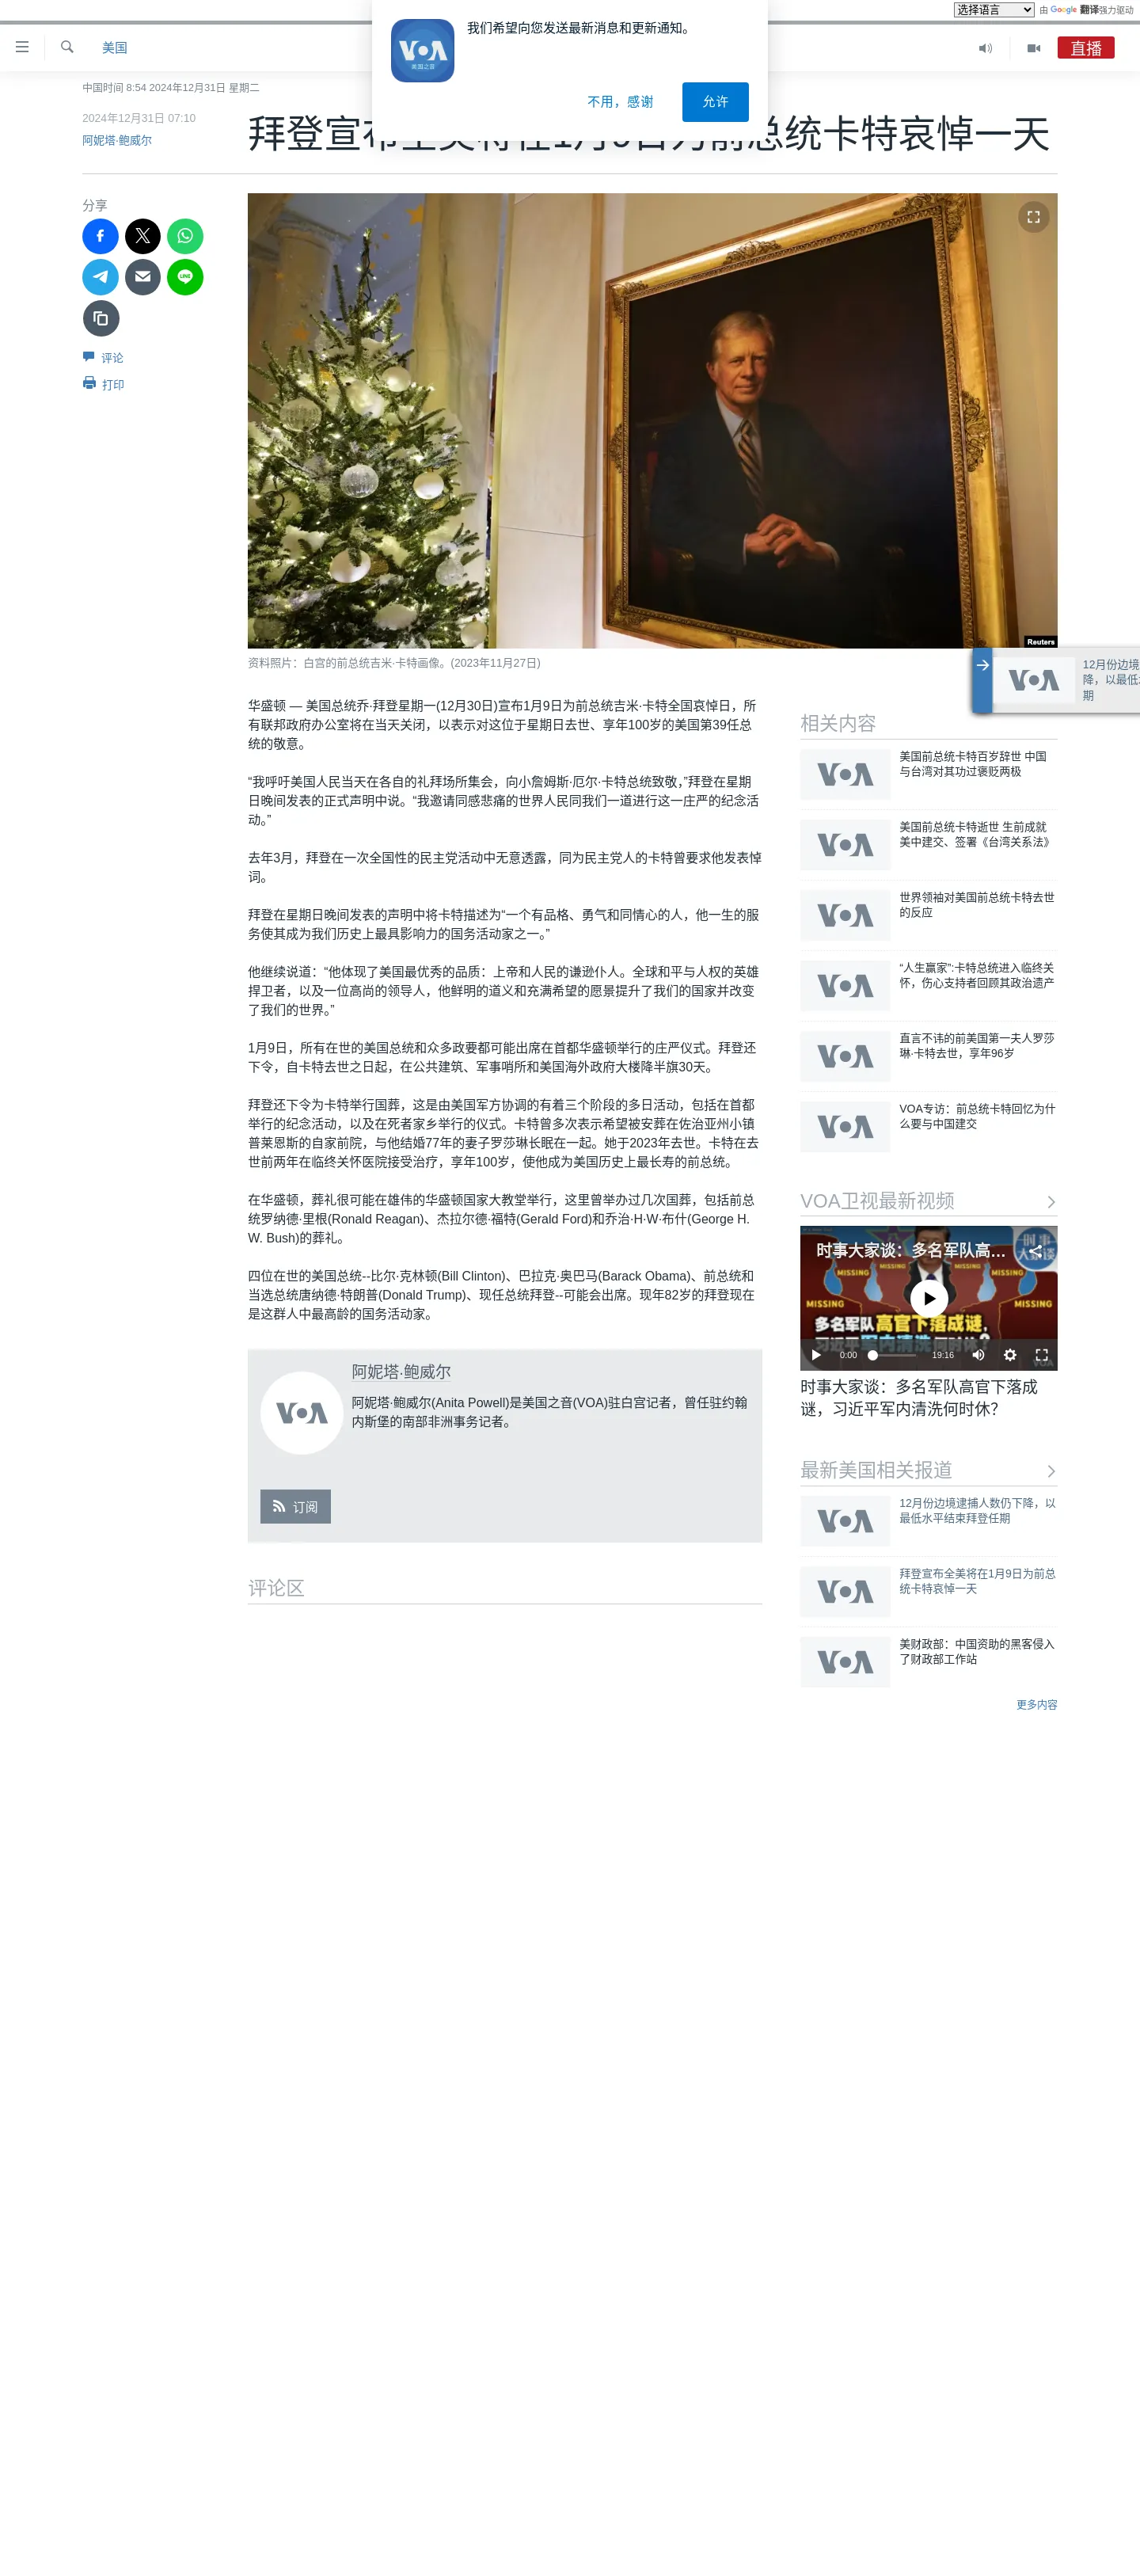 选择语言
由 Google 翻译强力驱动
我们希望向您发送最新消息和更新通知。
VOA
美国之音
不用，感谢
允许
美国
直播
中国时间 8:54 2024年12月31日 星期二
2024年12月31日 07:10
阿妮塔·鲍威尔
拜登宣布全美将在1月9日为前总统卡特哀悼一天
分享
LINE
评论
打印
Reuters
资料照片：白宫的前总统吉米·卡特画像。(2023年11月27日)
VOA
12月份边境
降，以最低
期
华盛顿 — 美国总统乔·拜登星期一(12月30日)宣布1月9日为前总统吉米·卡特全国哀悼日，所
有联邦政府办公室将在当天关闭，以表示对这位于星期日去世、享年100岁的美国第39任总
统的敬意。
“我呼吁美国人民当天在各自的礼拜场所集会，向小詹姆斯·厄尔·卡特总统致敬，”拜登在星期
日晚间发表的正式声明中说。“我邀请同感悲痛的世界人民同我们一道进行这一庄严的纪念活
动。”
去年3月，拜登在一次全国性的民主党活动中无意透露，同为民主党人的卡特曾要求他发表悼
词。
拜登在星期日晚间发表的声明中将卡特描述为“一个有品格、勇气和同情心的人，他一生的服
务使其成为我们历史上最具影响力的国务活动家之一。”
他继续说道：“他体现了美国最优秀的品质：上帝和人民的谦逊仆人。全球和平与人权的英雄
捍卫者，以及一位高尚的领导人，他鲜明的道义和充满希望的愿景提升了我们的国家并改变
了我们的世界。”
1月9日，所有在世的美国总统和众多政要都可能出席在首都华盛顿举行的庄严仪式。拜登还
下令，自卡特去世之日起，在公共建筑、军事哨所和美国海外政府大楼降半旗30天。
拜登还下令为卡特举行国葬，这是由美国军方协调的有着三个阶段的多日活动，包括在首都
举行的纪念活动，以及在死者家乡举行的仪式。卡特曾多次表示希望被安葬在佐治亚州小镇
普莱恩斯的自家前院，与他结婚77年的妻子罗莎琳长眠在一起。她于2023年去世。卡特在去
世前两年在临终关怀医院接受治疗，享年100岁，使他成为美国历史上最长寿的前总统。
在华盛顿，葬礼很可能在雄伟的华盛顿国家大教堂举行，这里曾举办过几次国葬，包括前总
统罗纳德·里根(Ronald Reagan)、杰拉尔德·福特(Gerald Ford)和乔治·H·W·布什(George H.
W. Bush)的葬礼。
四位在世的美国总统--比尔·克林顿(Bill Clinton)、巴拉克·奥巴马(Barack Obama)、前总统和
当选总统唐纳德·特朗普(Donald Trump)、现任总统拜登--可能会出席。现年82岁的拜登现在
是这群人中最高龄的国务活动家。
VOA
阿妮塔·鲍威尔
阿妮塔·鲍威尔(Anita Powell)是美国之音(VOA)驻白宫记者，曾任驻约翰
内斯堡的南部非洲事务记者。
订阅
评论区
相关内容
VOA
美国前总统卡特百岁辞世 中国
与台湾对其功过褒贬两极
VOA
美国前总统卡特逝世 生前成就
美中建交、签署《台湾关系法》
VOA
世界领袖对美国前总统卡特去世
的反应
VOA
“人生赢家”:卡特总统进入临终关
怀，伤心支持者回顾其政治遗产
VOA
直言不讳的前美国第一夫人罗莎
琳·卡特去世，享年96岁
VOA
VOA专访：前总统卡特回忆为什
么要与中国建交
VOA卫视最新视频
时事大家谈：多名军队高...
MISSING
MISSING
MISSING
MISSING
多名军队高官下落成谜，
习近平军内清洗何时休?
0:00
19:16
VOA
时事大家谈：多名军队高官下落成
谜，习近平军内清洗何时休？
最新美国相关报道
VOA
12月份边境逮捕人数仍下降，以
最低水平结束拜登任期
VOA
拜登宣布全美将在1月9日为前总
统卡特哀悼一天
VOA
美财政部：中国资助的黑客侵入
了财政部工作站
更多内容